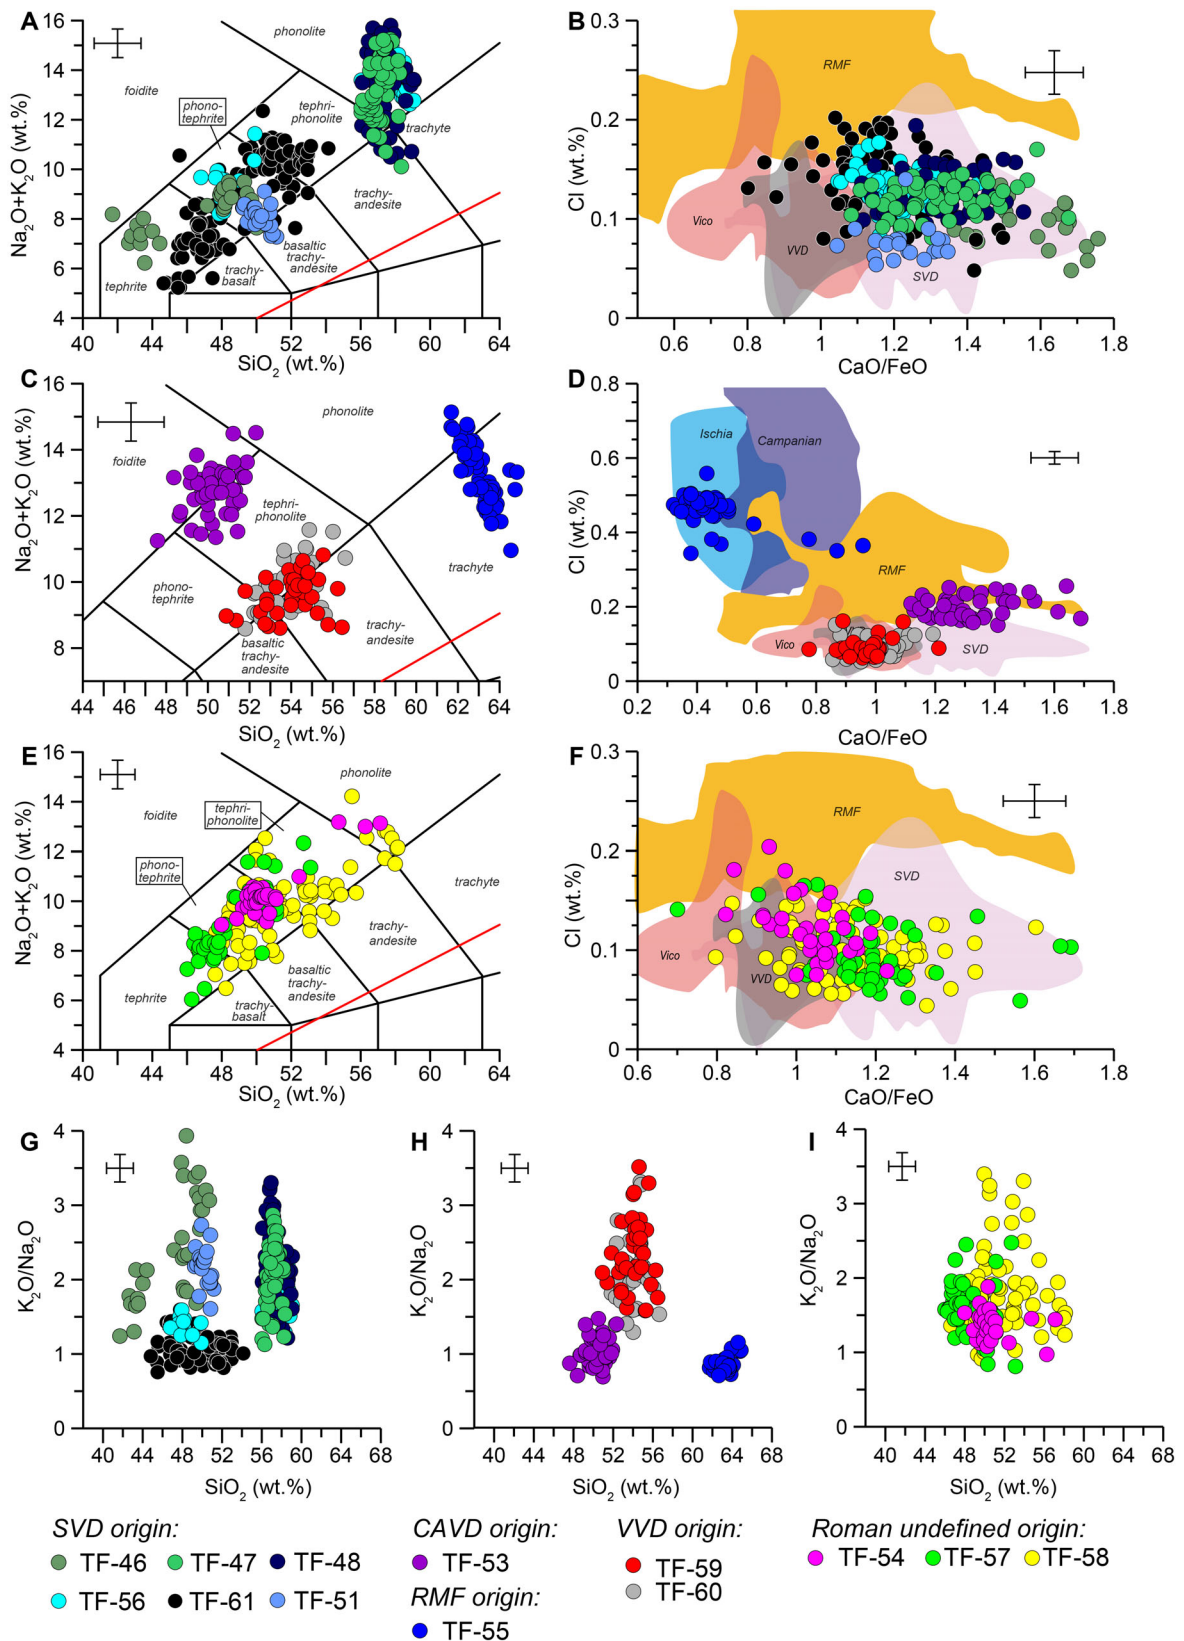 A
16
14
12
10
8
6
4
Na2O+K2O (wt.%)
phonolite
foidite
phono-
tephrite
tephri-
phonolite
trachyte
trachy-
andesite
basaltic
trachy-
andesite
trachy-
basalt
tephrite
40 44 48 52 56 60 64
SiO2 (wt.%)
B
0.3
0.2
0.1
0
Cl (wt.%)
RMF
Vico
VVD
SVD
0.6 0.8 1 1.2 1.4 1.6 1.8
CaO/FeO
C
16
14
12
10
8
Na2O+K2O (wt.%)
phonolite
foidite
tephri-
phonolite
phono-
tephrite
trachyte
trachy-
andesite
basaltic
trachy-
andesite
44 46 48 50 52 54 56 58 60 62 64
SiO2 (wt.%)
D
0.8
0.6
0.4
0.2
0
Cl (wt.%)
Ischia
Campanian
RMF
Vico
SVD
0.2 0.4 0.6 0.8 1 1.2 1.4 1.6 1.8
CaO/FeO
E
16
14
12
10
8
6
4
Na2O+K2O (wt.%)
phonolite
foidite
tephri-
phonolite
phono-
tephrite
trachyte
trachy-
andesite
basaltic
trachy-
andesite
trachy-
basalt
tephrite
40 44 48 52 56 60 64
SiO2 (wt.%)
F
0.3
0.2
0.1
0
Cl (wt.%)
RMF
SVD
Vico
VVD
0.6 0.8 1 1.2 1.4 1.6 1.8
CaO/FeO
G
4
3
2
1
0
K2O/Na2O
40 44 48 52 56 60 64 68
SiO2 (wt.%)
H
4
3
2
1
0
K2O/Na2O
40 44 48 52 56 60 64 68
SiO2 (wt.%)
I
4
3
2
1
0
K2O/Na2O
40 44 48 52 56 60 64 68
SiO2 (wt.%)
SVD origin:
TF-46 TF-47 TF-48
TF-56 TF-61 TF-51
CAVD origin:
TF-53
RMF origin:
TF-55
VVD origin:
TF-59
TF-60
Roman undefined origin:
TF-54 TF-57 TF-58